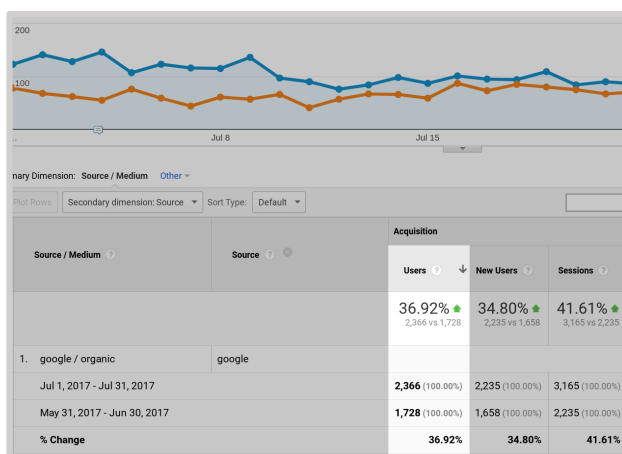 200
100
...
Jul 8
Jul 15
nary Dimension: Source / Medium Other
Plot Rows Secondary dimension: Source Sort Type: Default
Acquisition
Source / Medium ? Source ? Users ? New Users ? Sessions ?
36.92% 34.80% 41.61%
2,366 vs 1,728 2,235 vs 1,658 3,165 vs 2,235
1. google / organic google
Jul 1, 2017 - Jul 31, 2017 2,366 (100.00%) 2,235 (100.00%) 3,165 (100.00%)
May 31, 2017 - Jun 30, 2017 1,728 (100.00%) 1,658 (100.00%) 2,235 (100.00%)
% Change 36.92% 34.80% 41.61%